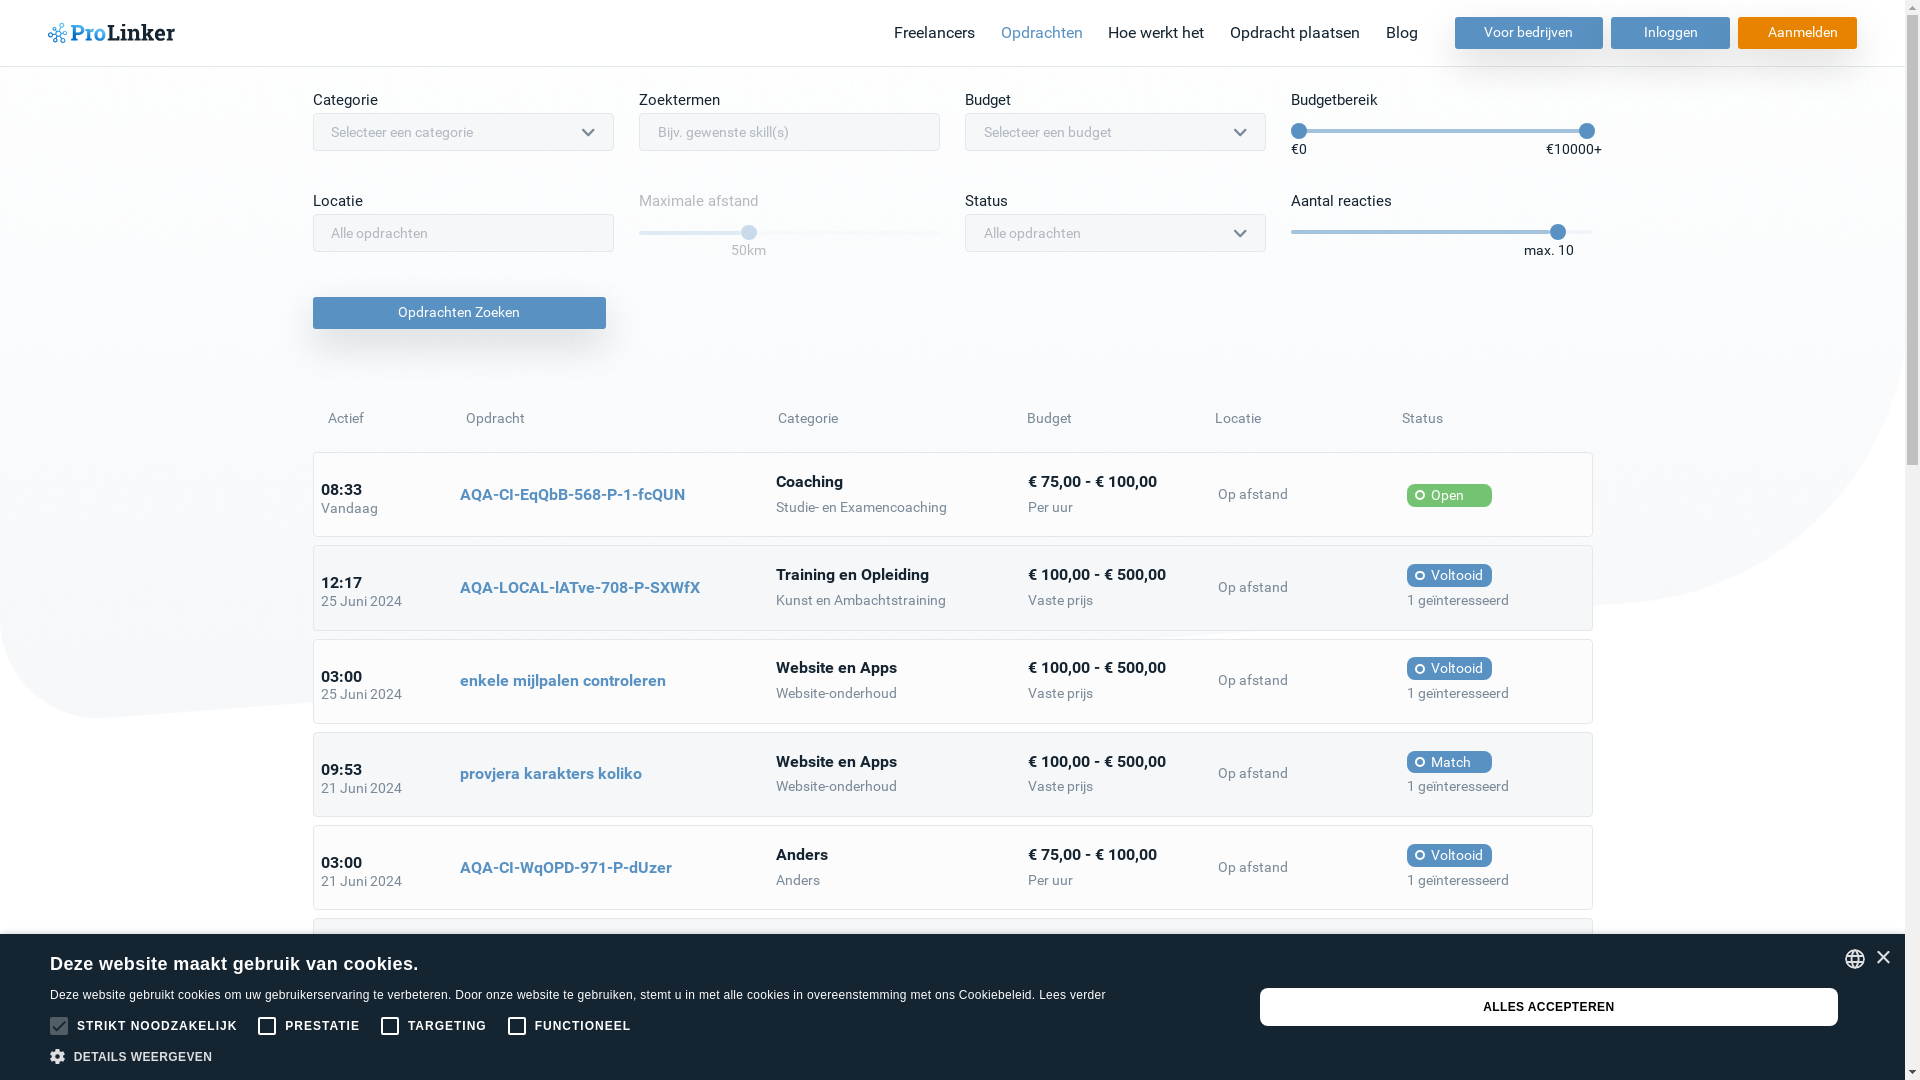 ProLinker
Freelancers Opdrachten Hoe werkt het Opdracht plaatsen Blog Voor bedrijven Inloggen Aanmelden
Categorie Zoektermen Budget Budgetbereik
Selecteer een categorie Bijv. gewenste skill(s) Selecteer een budget
€0 €10000+
Locatie Maximale afstand Status Aantal reacties
Alle opdrachten 50km Alle opdrachten max. 10
Opdrachten Zoeken
Actief Opdracht Categorie Budget Locatie Status
08:33 AQA-CI-EqQbB-568-P-1-fcQUN Coaching € 75,00 - € 100,00 Op afstand Open
Vandaag Studie- en Examencoaching Per uur
12:17 AQA-LOCAL-lATve-708-P-SXWfX Training en Opleiding € 100,00 - € 500,00 Op afstand Voltooid
25 Juni 2024 Kunst en Ambachtstraining Vaste prijs 1 geïnteresseerd
03:00 enkele mijlpalen controleren Website en Apps € 100,00 - € 500,00 Op afstand Voltooid
25 Juni 2024 Website-onderhoud Vaste prijs 1 geïnteresseerd
09:53 provjera karakters koliko Website en Apps € 100,00 - € 500,00 Op afstand Match
21 Juni 2024 Website-onderhoud Vaste prijs 1 geïnteresseerd
03:00 AQA-CI-WqOPD-971-P-dUzer Anders € 75,00 - € 100,00 Op afstand Voltooid
21 Juni 2024 Anders Per uur 1 geïnteresseerd
Deze website maakt gebruik van cookies.
Deze website gebruikt cookies om uw gebruikerservaring te verbeteren. Door onze website te gebruiken, stemt u in met alle cookies in overeenstemming met ons Cookiebeleid. Lees verder
STRIKT NOODZAKELIJK PRESTATIE TARGETING FUNCTIONEEL
DETAILS WEERGEVEN
ALLES ACCEPTEREN
×